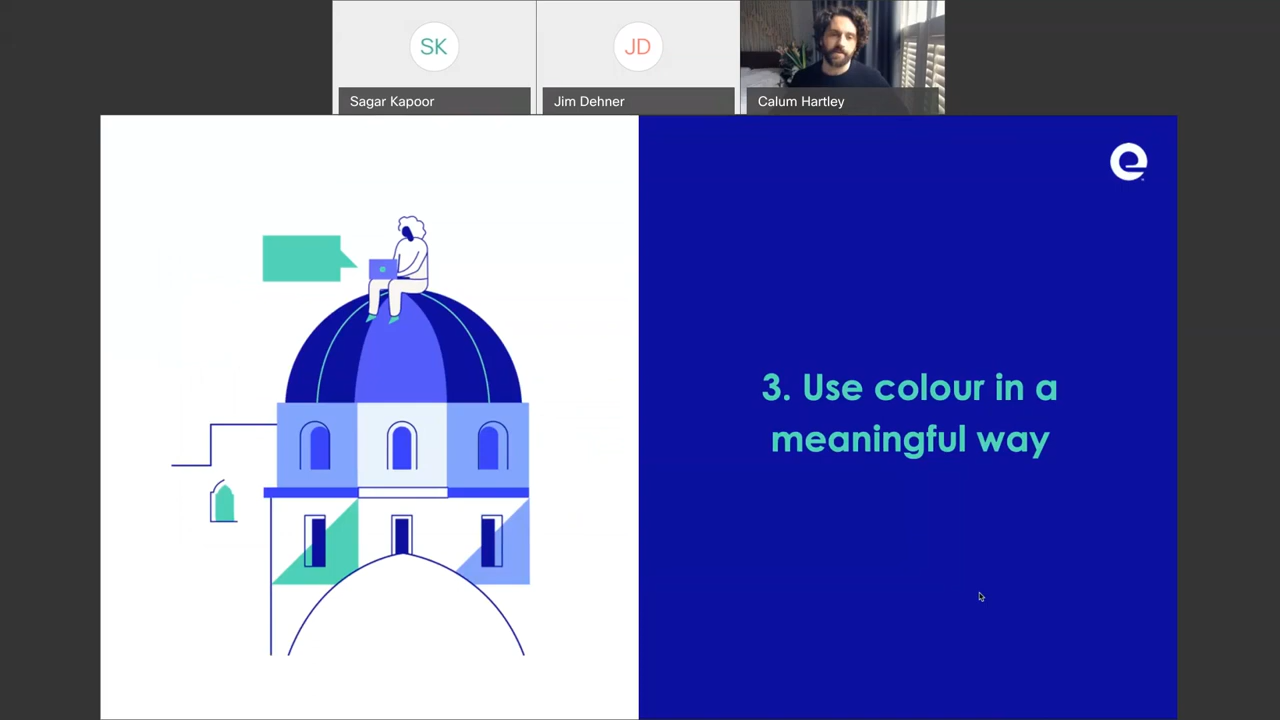 SK
JD
Sagar Kapoor
Jim Dehner
Calum Hartley
e
3. Use colour in a
meaningful way